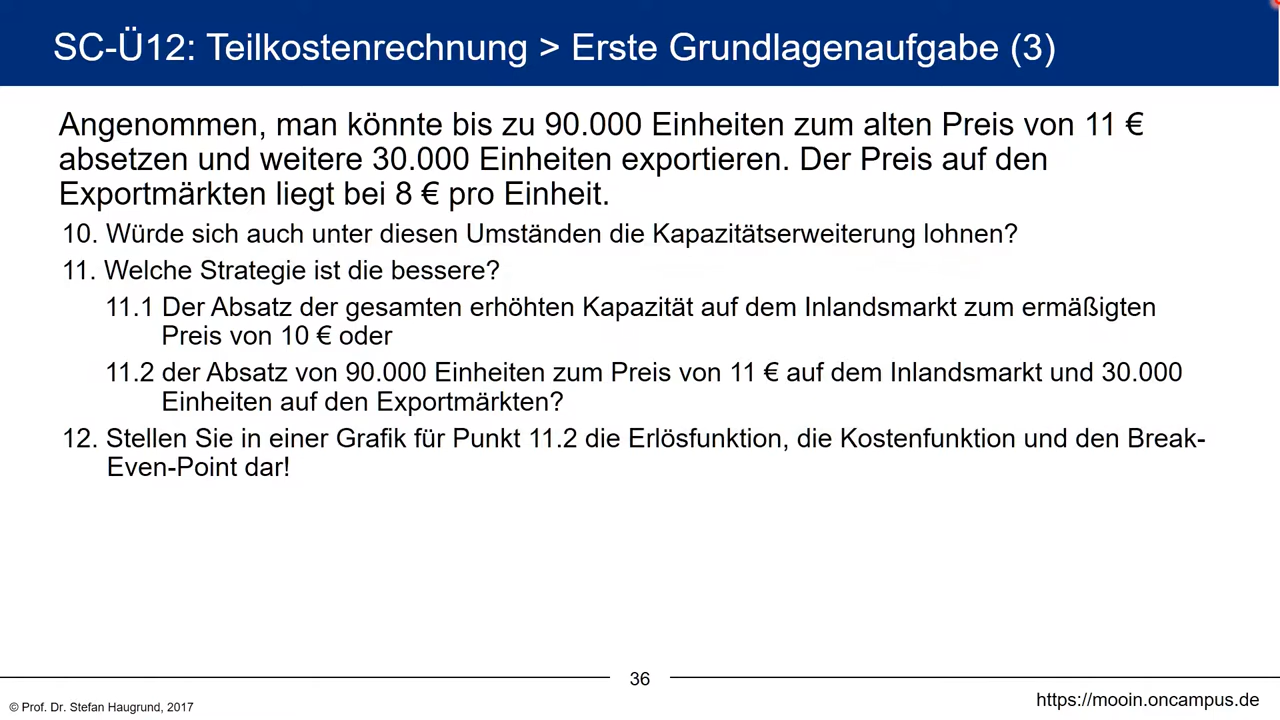 SC-Ü12: Teilkostenrechnung > Erste Grundlagenaufgabe (3)
Angenommen, man könnte bis zu 90.000 Einheiten zum alten Preis von 11 €
absetzen und weitere 30.000 Einheiten exportieren. Der Preis auf den
Exportmärkten liegt bei 8 € pro Einheit.
10. Würde sich auch unter diesen Umständen die Kapazitätserweiterung lohnen?
11. Welche Strategie ist die bessere?
11.1 Der Absatz der gesamten erhöhten Kapazität auf dem Inlandsmarkt zum ermäßigten
Preis von 10 € oder
11.2 der Absatz von 90.000 Einheiten zum Preis von 11 € auf dem Inlandsmarkt und 30.000
Einheiten auf den Exportmärkten?
12. Stellen Sie in einer Grafik für Punkt 11.2 die Erlösfunktion, die Kostenfunktion und den Break-
Even-Point dar!
36
© Prof. Dr. Stefan Haugrund, 2017
https://mooin.oncampus.de